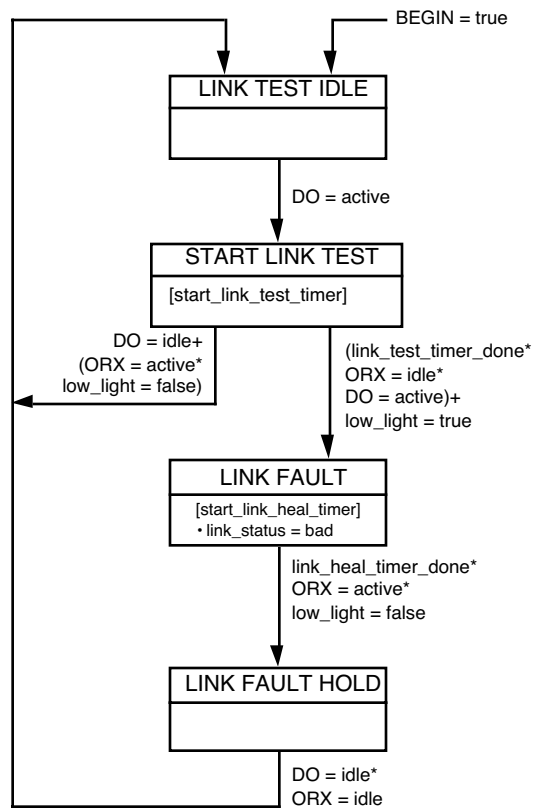 BEGIN = true
LINK TEST IDLE
DO = active
START LINK TEST
[start_link_test_timer]
DO = idle+
(ORX = active*
low_light = false)
(link_test_timer_done*
ORX = idle*
DO = active)+
low_light = true
LINK FAULT
[start_link_heal_timer]
• link_status = bad
link_heal_timer_done*
ORX = active*
low_light = false
LINK FAULT HOLD
DO = idle*
ORX = idle